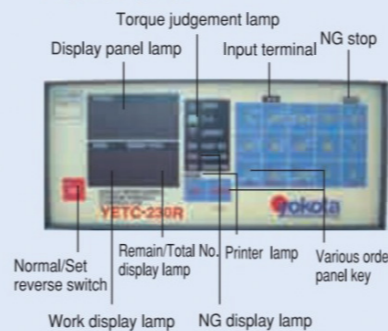 Torque judgement lamp
Display panel lamp
Input terminal
NG stop
YETC-230R
yokota
Normal/Set
reverse switch
Remain/Total No.
display lamp
Printer lamp
Various orde
panel key
Work display lamp
NG display lamp